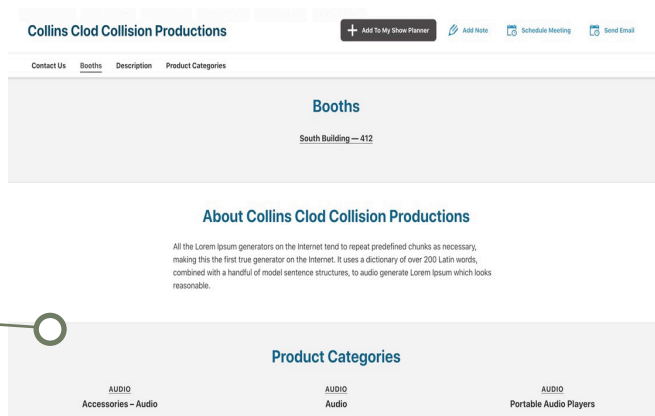 Collins Clod Collision Productions
Add To My Show Planner
Add Note
Schedule Meeting
Send Email
Contact Us Booths Description Product Categories
Booths
South Building — 412
About Collins Clod Collision Productions
All the Lorem Ipsum generators on the Internet tend to repeat predefined chunks as necessary,
making this the first true generator on the Internet. It uses a dictionary of over 200 Latin words,
combined with a handful of model sentence structures, to audio generate Lorem Ipsum which looks
reasonable.
Product Categories
AUDIO AUDIO AUDIO
Accessories – Audio Audio Portable Audio Players